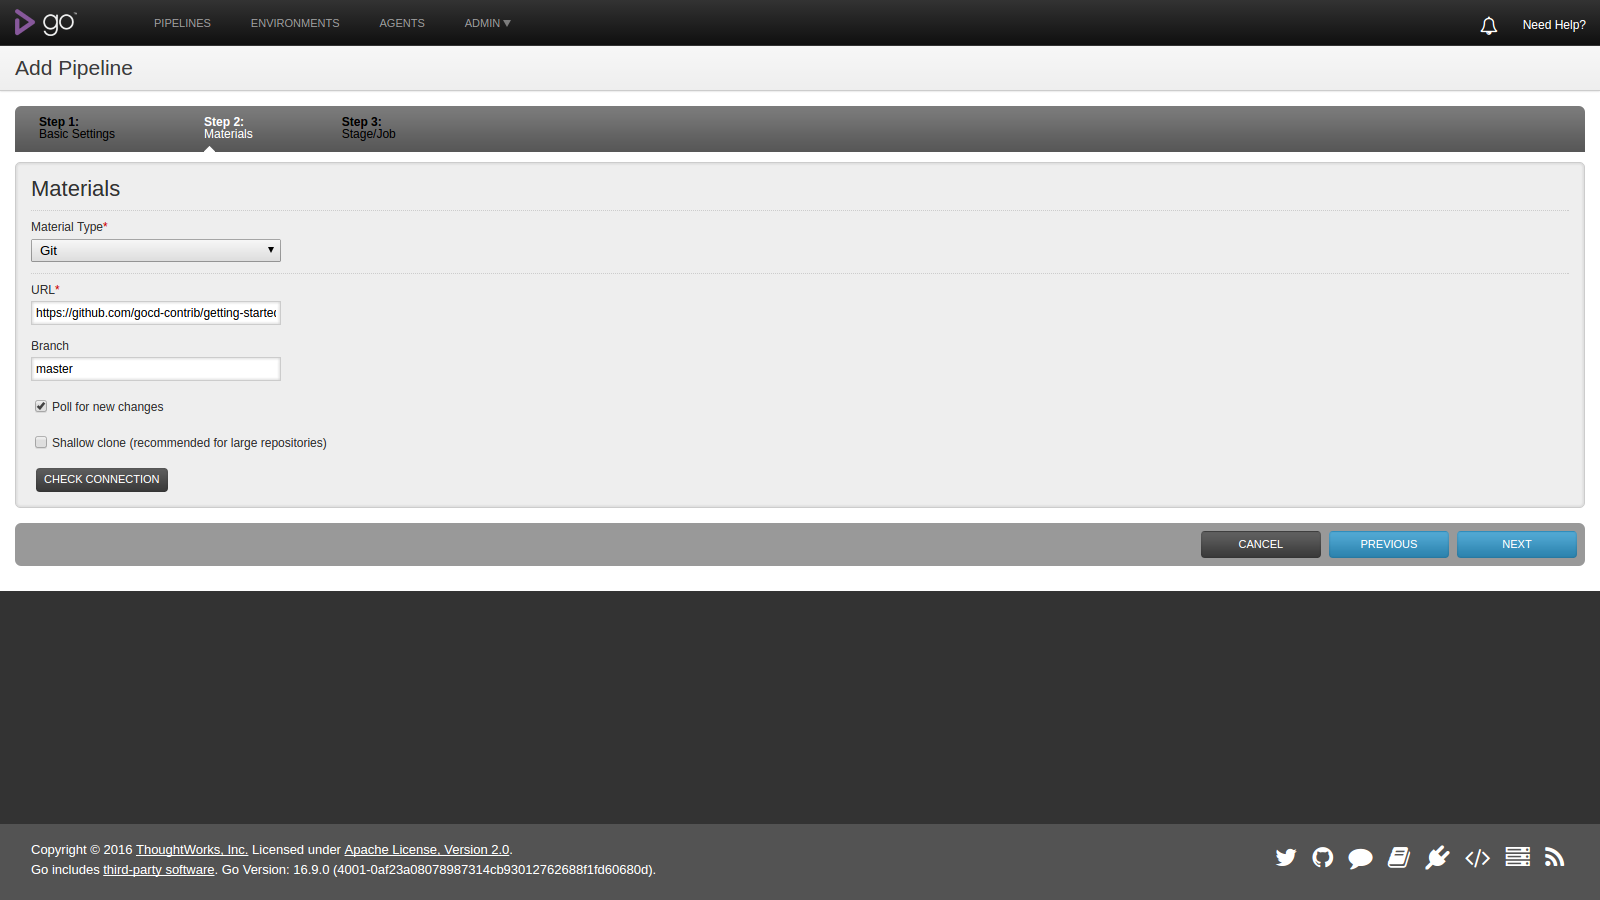 go™
PIPELINES ENVIRONMENTS AGENTS ADMIN
Need Help?
Add Pipeline
Step 1:
Basic Settings
Step 2:
Materials
Step 3:
Stage/Job
Materials
Material Type*
Git
URL*
https://github.com/gocd-contrib/getting-started
Branch
master
Poll for new changes
Shallow clone (recommended for large repositories)
CHECK CONNECTION
CANCEL PREVIOUS NEXT
Copyright © 2016 ThoughtWorks, Inc. Licensed under Apache License, Version 2.0.
Go includes third-party software. Go Version: 16.9.0 (4001-0af23a08078987314cb93012762688f1fd60680d).